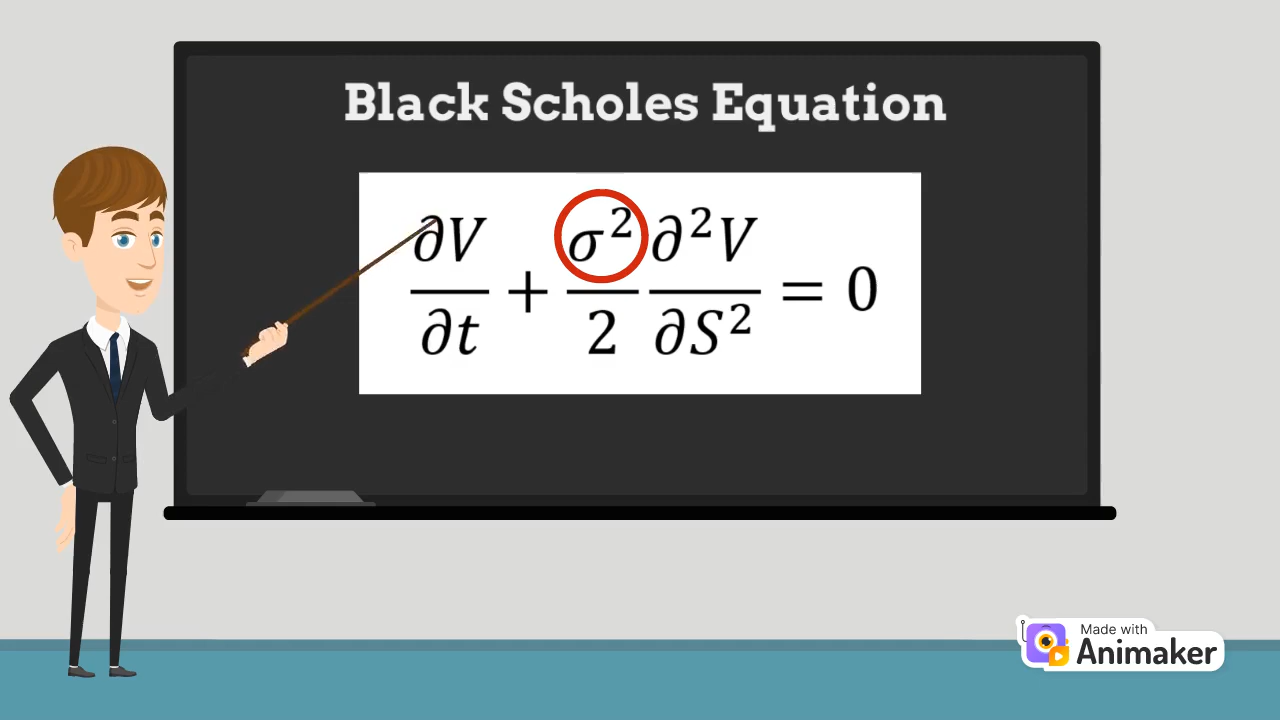 Black Scholes Equation
∂V/∂t + σ²/2 ∂²V/∂S² = 0
Made with
Animaker